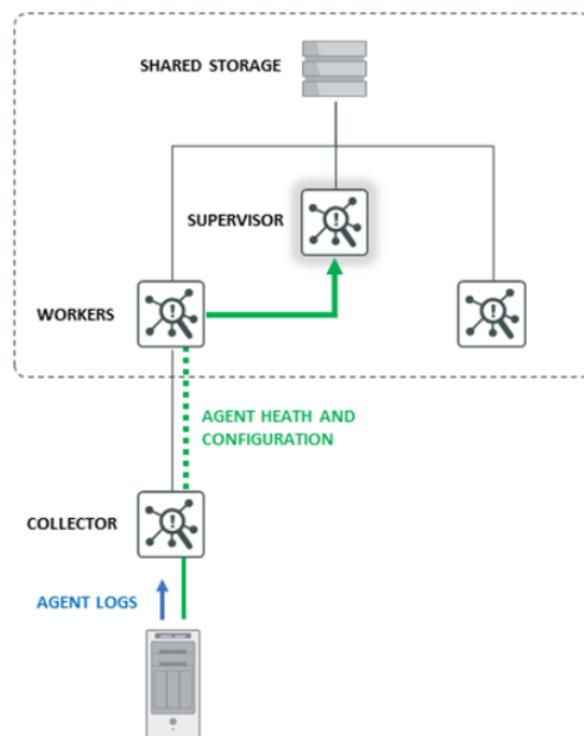 SHARED STORAGE
SUPERVISOR
WORKERS
AGENT HEATH AND
CONFIGURATION
COLLECTOR
AGENT LOGS